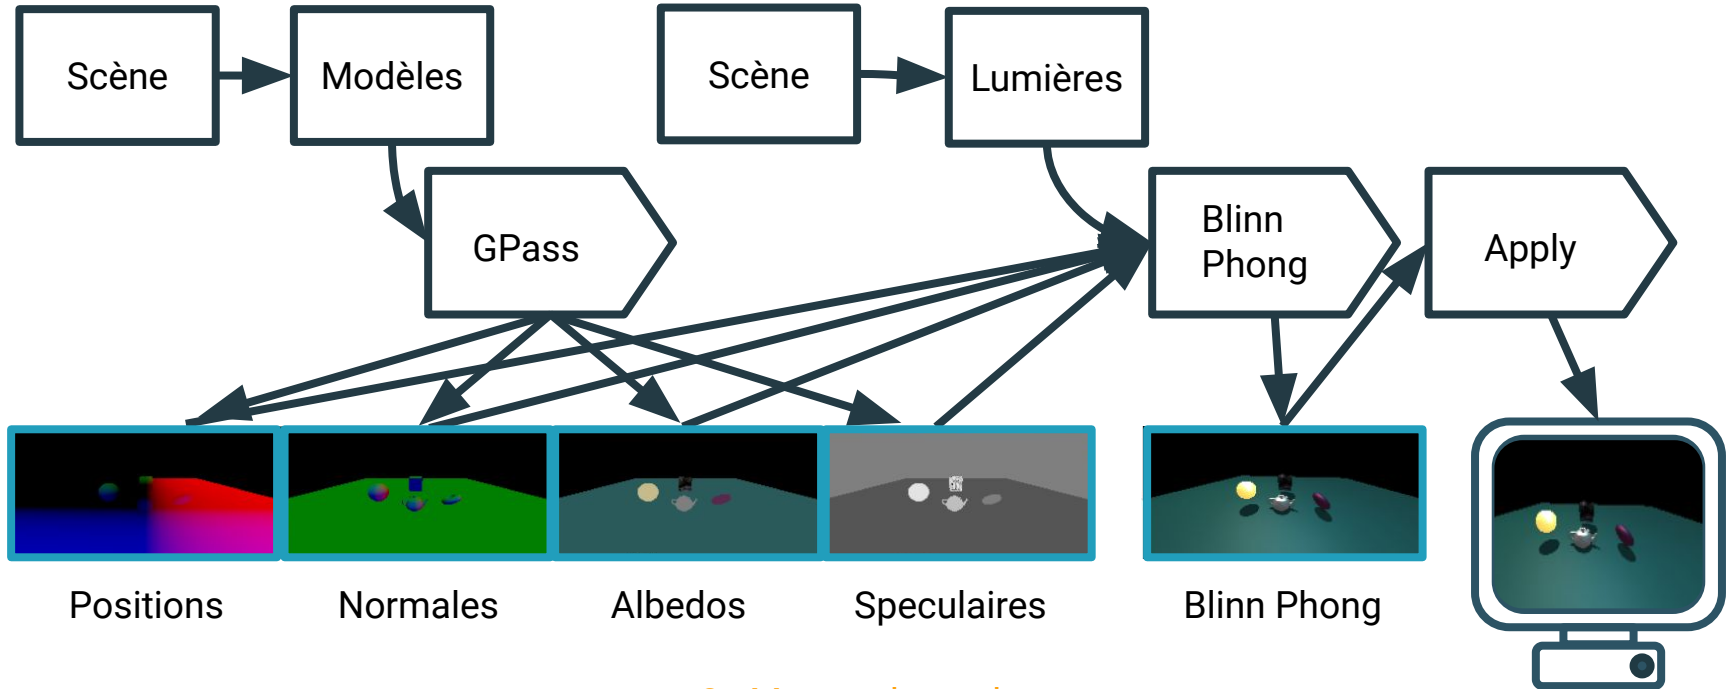 Scène
Modèles
Scène
Lumières
GPass
Blinn
Phong
Apply
Positions
Normales
Albedos
Speculaires
Blinn Phong